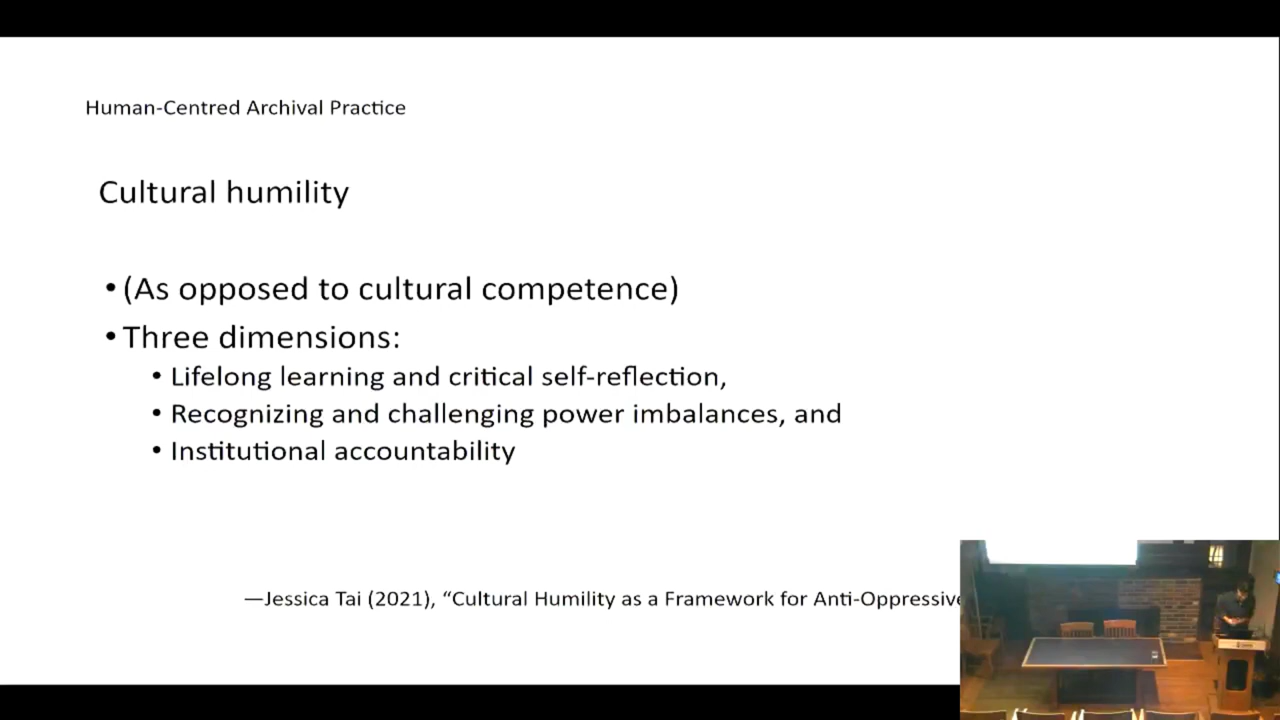 Human-Centred Archival Practice
Cultural humility
• (As opposed to cultural competence)
• Three dimensions:
• Lifelong learning and critical self-reflection,
• Recognizing and challenging power imbalances, and
• Institutional accountability
—Jessica Tai (2021), “Cultural Humility as a Framework for Anti-Oppressive